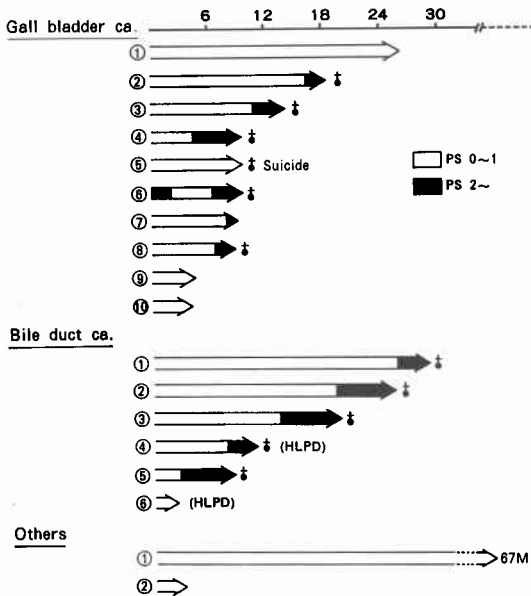 6 12 18 24 30
Gall bladder ca.
①
② ‡
③ ‡
④ ‡
⑤ ‡ Suicide
⑥ ‡
⑦
⑧ ‡
⑨
⑩
PS 0~1
PS 2~
Bile duct ca.
①  ‡
② ‡
③ ‡
④ ‡ (HLPD)
⑤ ‡
⑥ (HLPD)
Others
① 67M
②